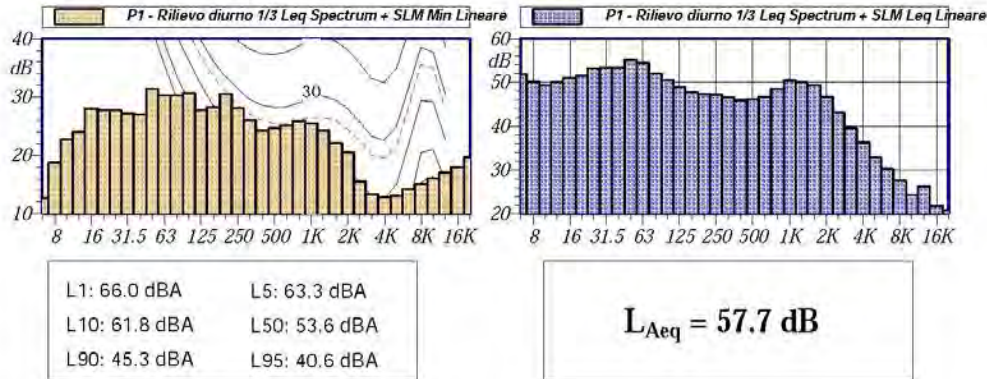 P1 - Rilievo diurno 1/3 Leq Spectrum + SLM Min Lineare
40
dB
30
20
10
30
8 16 31.5 63 125 250 500 1K 2K 4K 8K 16K
P1 - Rilievo diurno 1/3 Leq Spectrum + SLM Leq Lineare
60
dB
50
40
30
20
8 16 31.5 63 125 250 500 1K 2K 4K 8K 16K
L1: 66.0 dBA L5: 63.3 dBA
L10: 61.8 dBA L50: 53.6 dBA
L90: 45.3 dBA L95: 40.6 dBA
LAeq = 57.7 dB